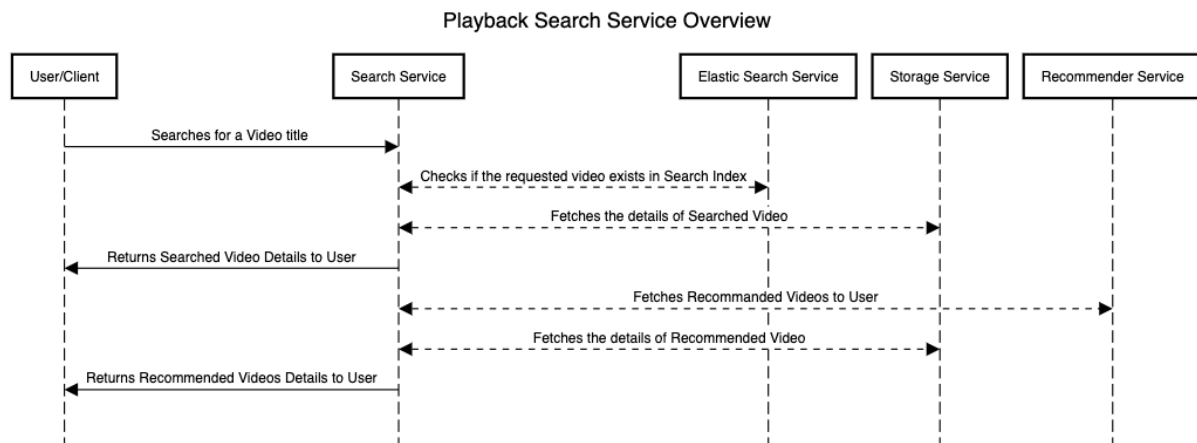 Playback Search Service Overview
User/Client
Search Service
Elastic Search Service
Storage Service
Recommender Service
Searches for a Video title
Checks if the requested video exists in Search Index
Fetches the details of Searched Video
Returns Searched Video Details to User
Fetches Recommanded Videos to User
Fetches the details of Recommended Video
Returns Recommended Videos Details to User